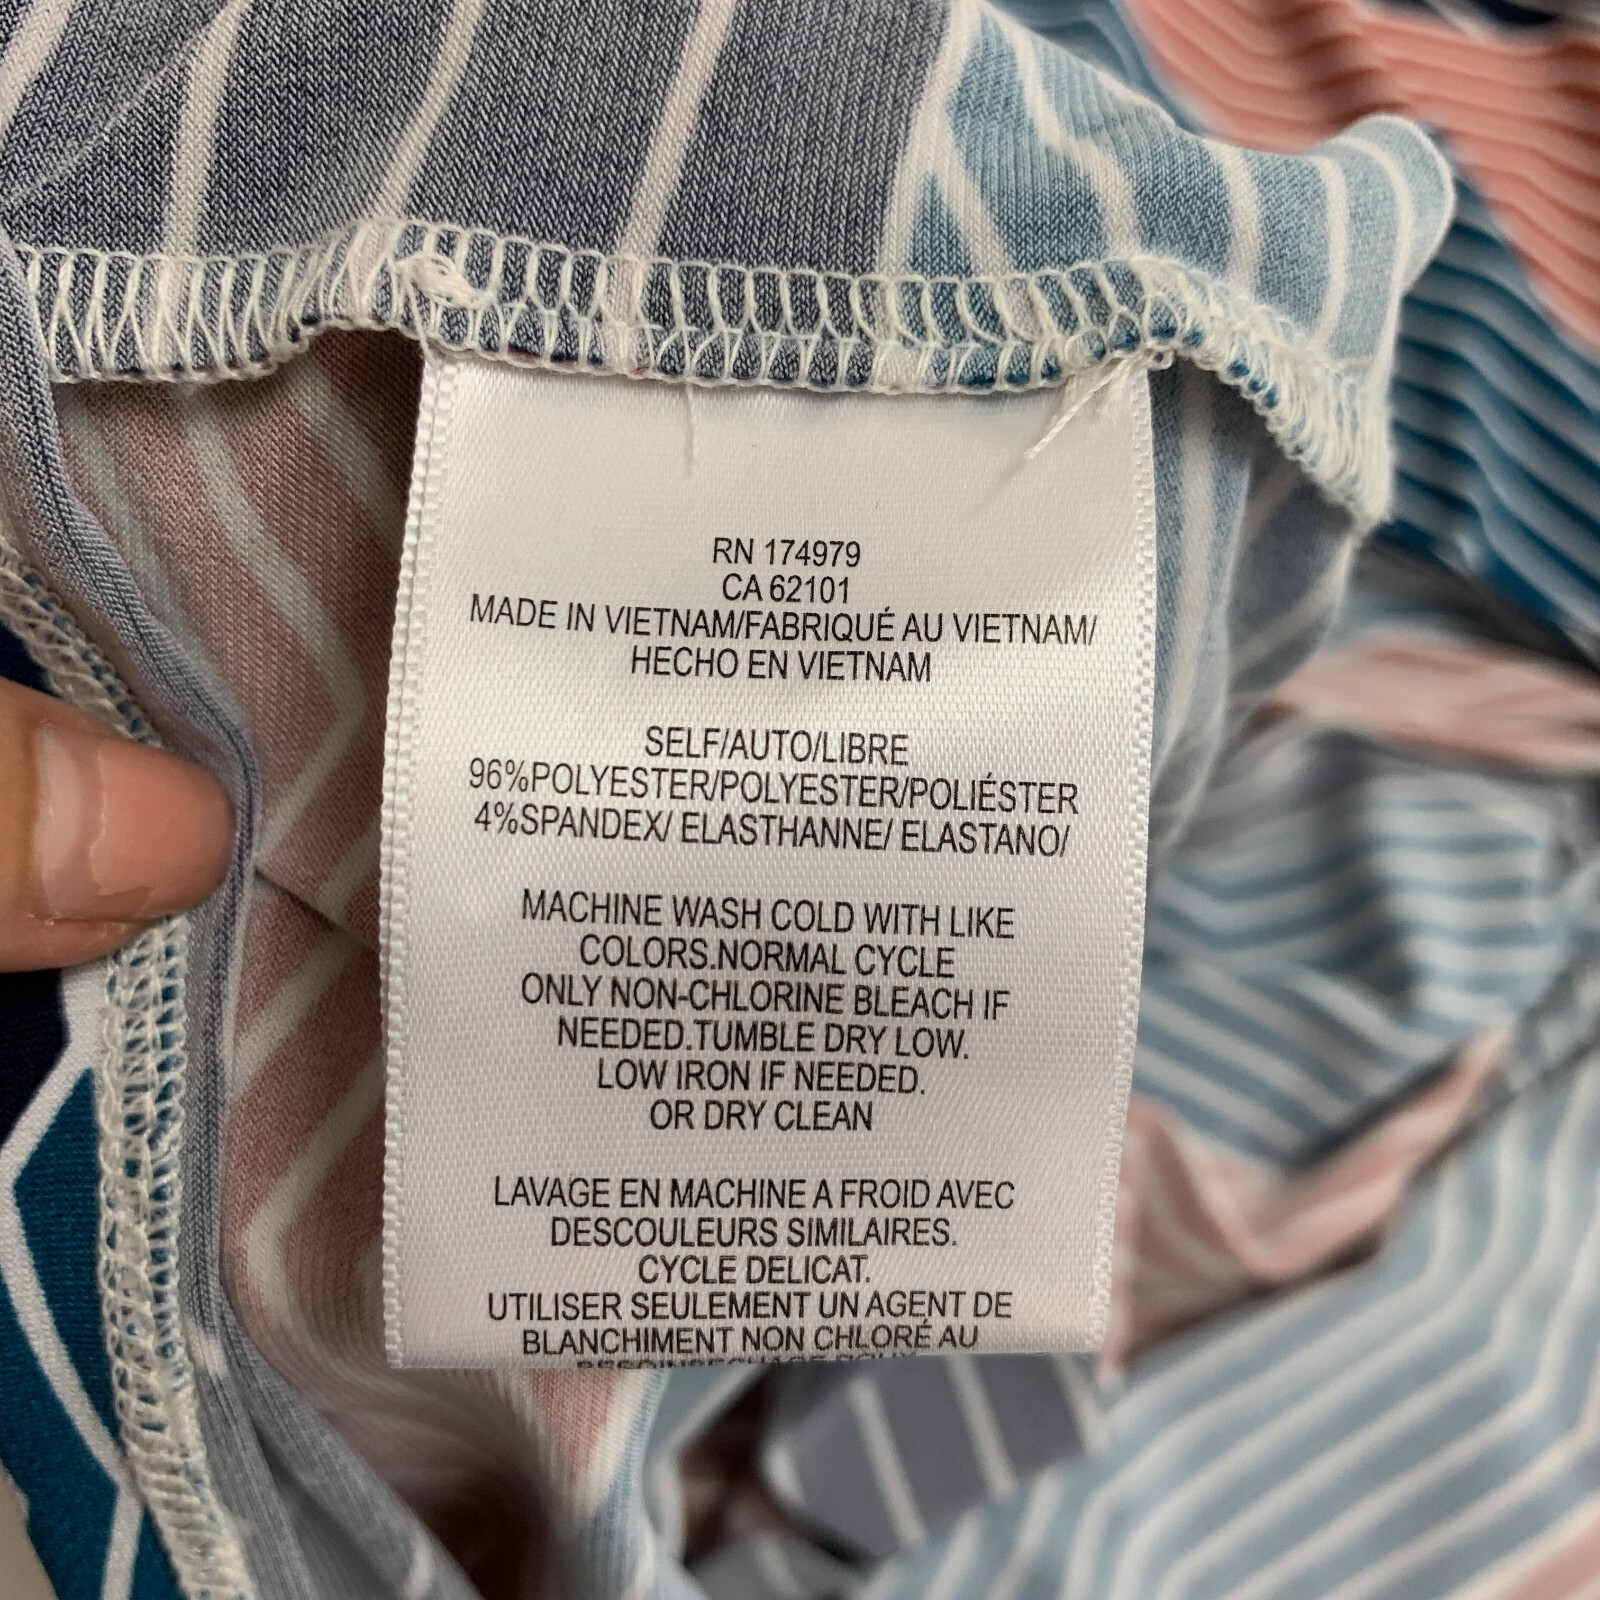 RN 174979
CA 62101
MADE IN VIETNAM/FABRIQUÉ AU VIETNAM/
HECHO EN VIETNAM
SELF/AUTO/LIBRE
96%POLYESTER/POLYESTER/POLIÉSTER
4%SPANDEX/ ELASTHANNE/ ELASTANO/
MACHINE WASH COLD WITH LIKE
COLORS.NORMAL CYCLE
ONLY NON-CHLORINE BLEACH IF
NEEDED.TUMBLE DRY LOW.
LOW IRON IF NEEDED.
OR DRY CLEAN
LAVAGE EN MACHINE A FROID AVEC
DESCOULEURS SIMILAIRES.
CYCLE DELICAT.
UTILISER SEULEMENT UN AGENT DE
BLANCHIMENT NON CHLORÉ AU